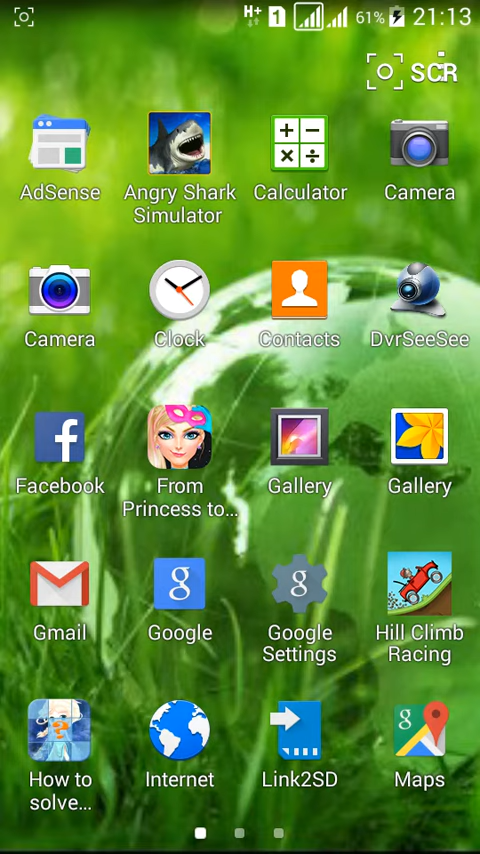 H+ 1 61% 21:13
SCR
AdSense
Angry Shark
Simulator
Calculator
Camera
Camera
Clock
Contacts
DvrSeeSee
Facebook
From
Princess to...
Gallery
Gallery
Gmail
Google
Google
Settings
Hill Climb
Racing
How to
solve...
Internet
Link2SD
Maps